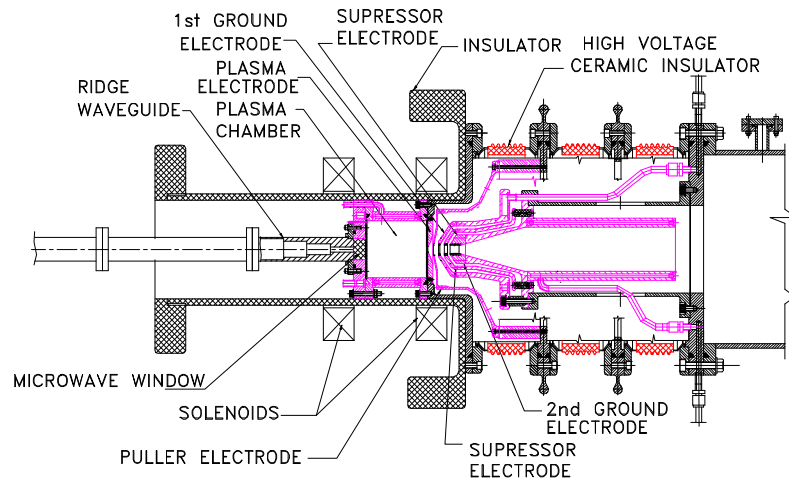 1st GROUND
ELECTRODE
SUPRESSOR
ELECTRODE
INSULATOR
HIGH VOLTAGE
CERAMIC INSULATOR
PLASMA
ELECTRODE
RIDGE
WAVEGUIDE
PLASMA
CHAMBER
MICROWAVE WINDOW
SOLENOIDS
PULLER ELECTRODE
2nd GROUND
ELECTRODE
SUPRESSOR
ELECTRODE